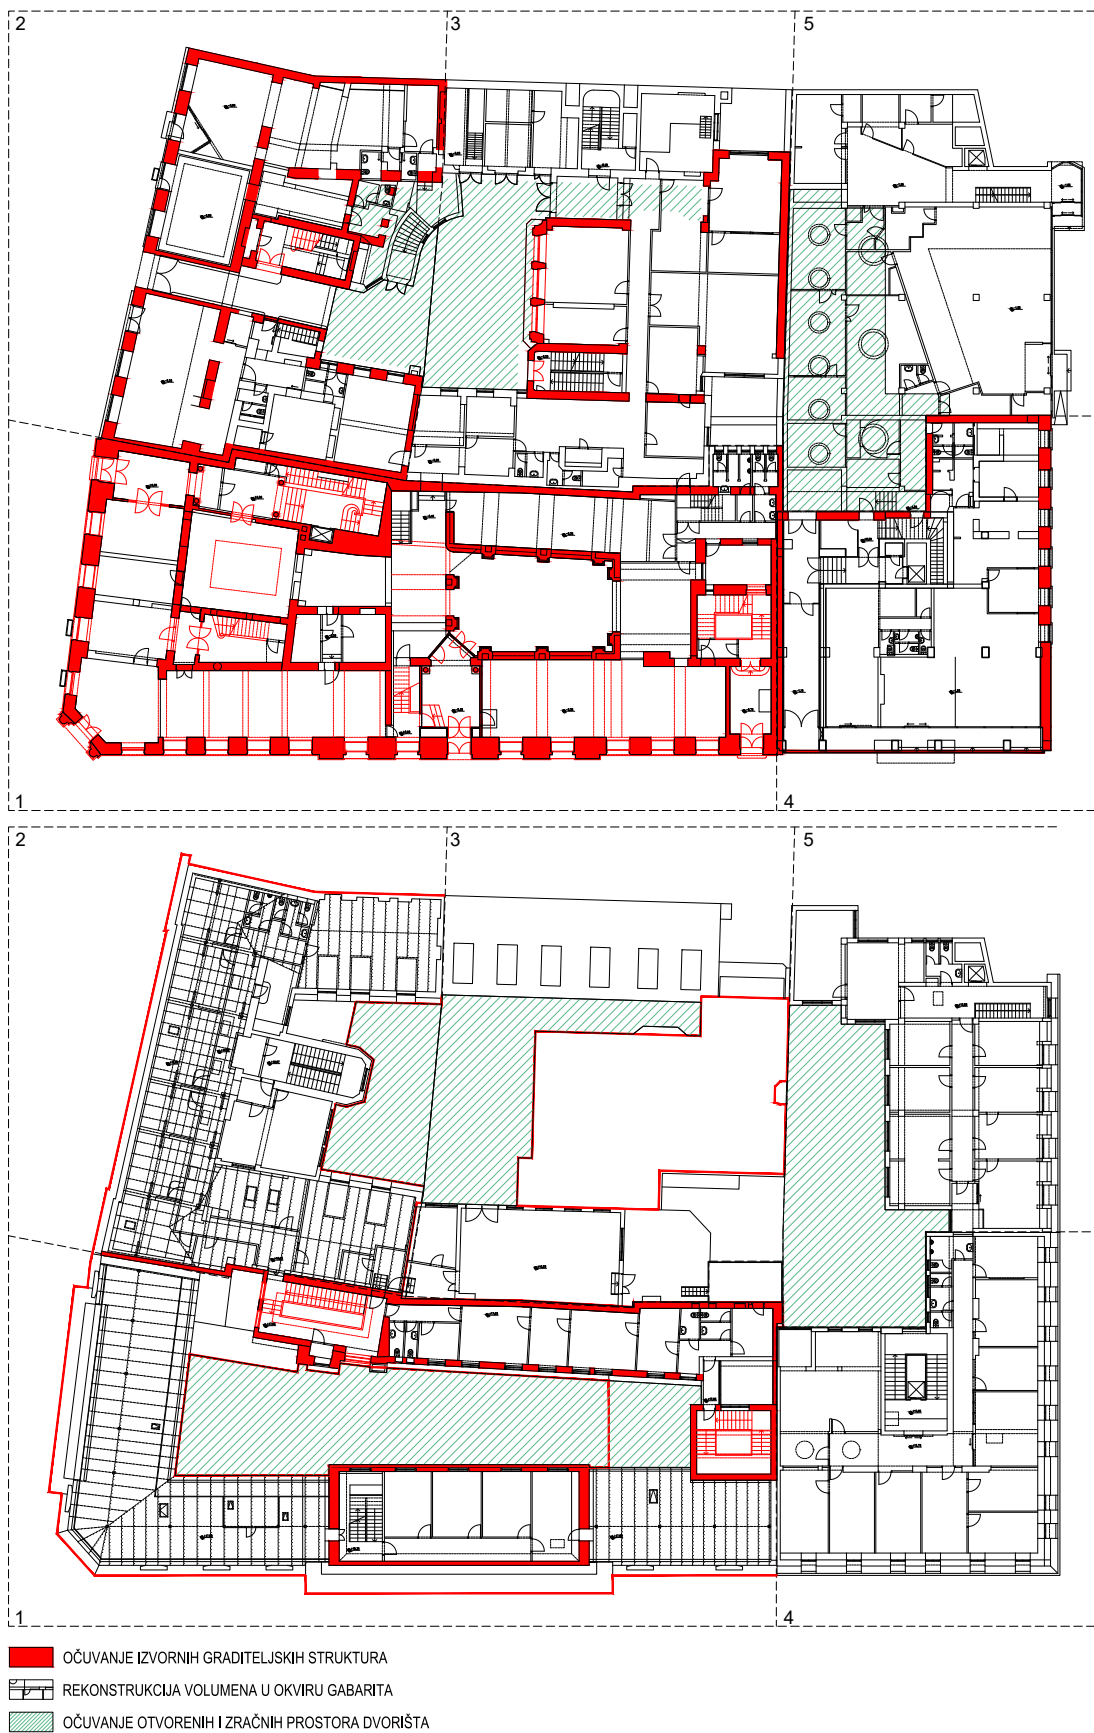 2 3 5
1 4
2 3 5
1 4
OČUVANJE IZVORNIH GRADITELJSKIH STRUKTURA
REKONSTRUKCIJA VOLUMENA U OKVIRU GABARITA
OČUVANJE OTVORENIH I ZRAČNIH PROSTORA DVORIŠTA